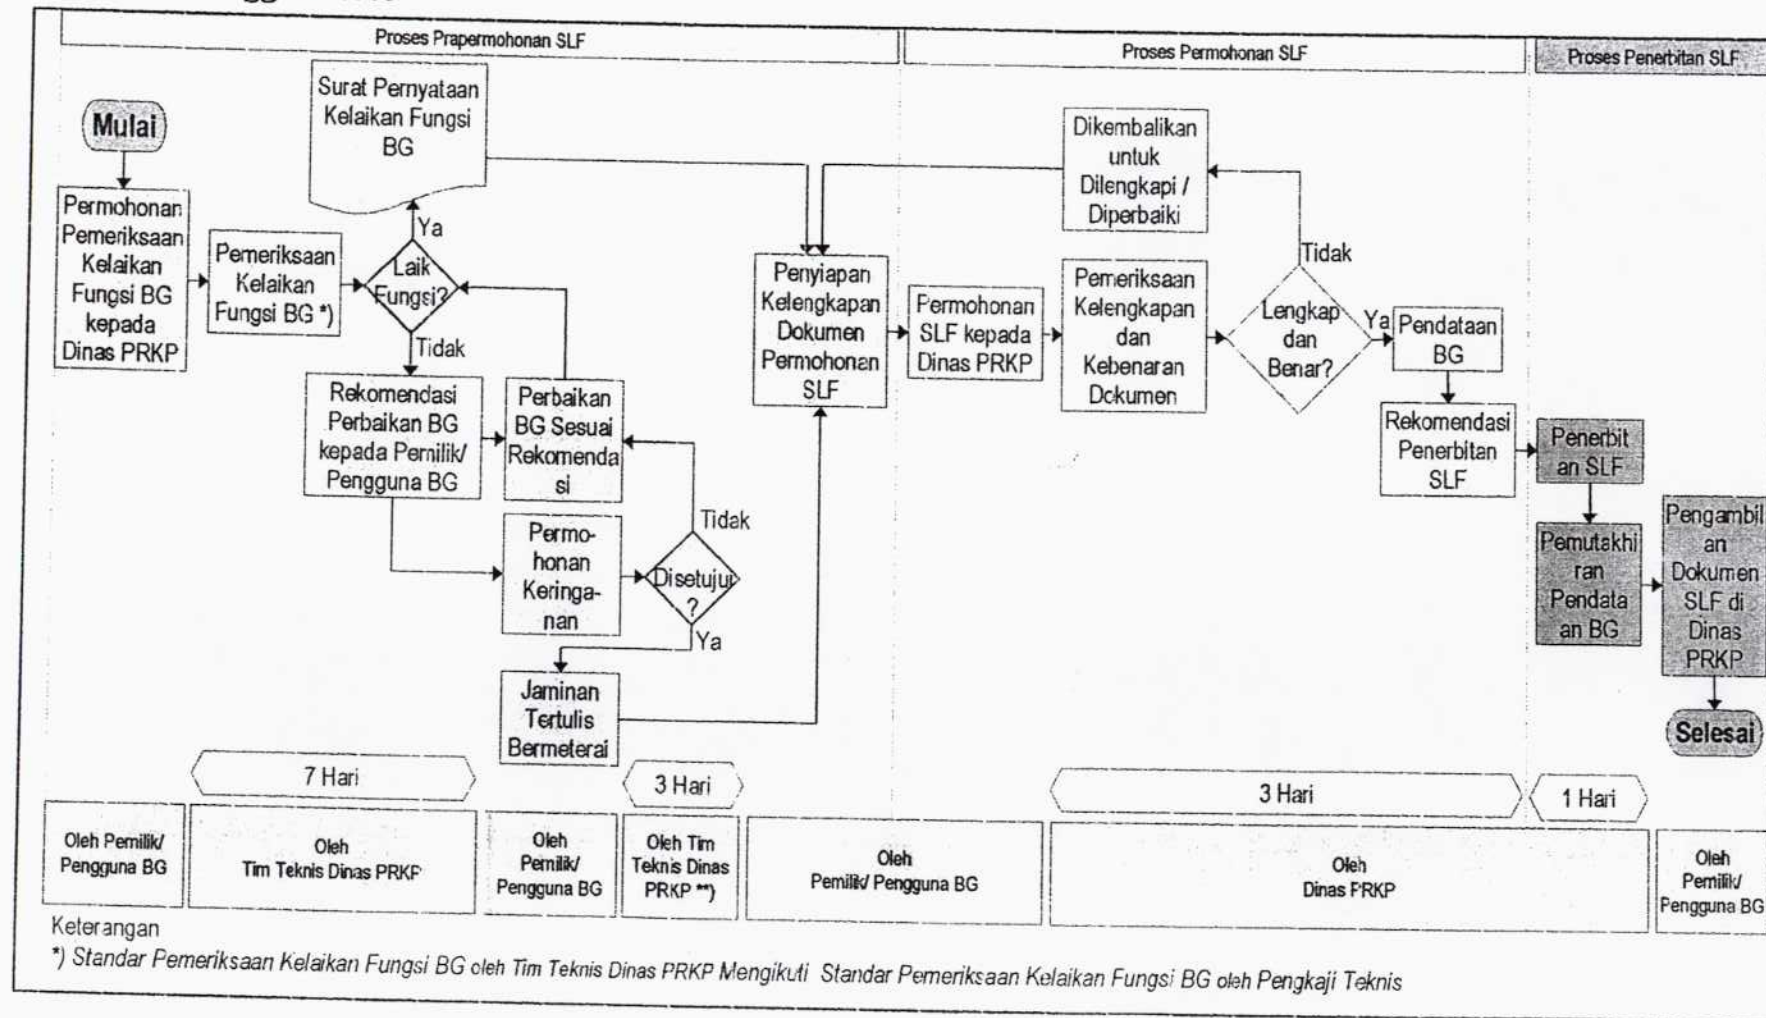 Proses Prapermohonan SLF
Proses Permohonan SLF
Proses Penerbitan SLF
Mulai
Permohonan
Pemeriksaan
Kelaikan
Fungsi BG
kepada
Dinas PRKP
Pemeriksaan
Kelaikan
Fungsi BG *)
Surat Pernyataan
Kelaikan Fungsi
BG
Ya
Laik
Fungsi?
Tidak
Rekomendasi
Perbaikan BG
kepada Pemilik/
Pengguna BG
Perbaikan
BG Sesuai
Rekomenda
si
Permo-
honan
Keringa-
nan
Tidak
Disetujui
?
Ya
Jaminan
Tertulis
Bermeterai
Penyiapan
Kelengkapan
Dokumen
Permohonan
SLF
Permohonan
SLF kepada
Dinas PRKP
Dikembalikan
untuk
Dilengkapi /
Diperbaiki
Pemeriksaan
Kelengkapan
dan
Kebenaran
Dokumen
Tidak
Lengkap
dan
Benar?
Ya
Pendataan
BG
Rekomendasi
Penerbitan
SLF
Penerbit
an SLF
Pemutakhi
ran
Pendata
an BG
Pengambil
an
Dokumen
SLF di
Dinas
PRKP
Selesai
7 Hari
3 Hari
3 Hari
1 Hari
Oleh Pemilik/
Pengguna BG
Oleh
Tim Teknis Dinas PRKP
Oleh
Pemilik/
Pengguna BG
Oleh Tim
Teknis Dinas
PRKP **)
Oleh
Pemilik/ Pengguna BG
Oleh
Dinas PRKP
Oleh
Pemilik/
Pengguna BG
Keterangan
*) Standar Pemeriksaan Kelaikan Fungsi BG oleh Tim Teknis Dinas PRKP Mengikuti Standar Pemeriksaan Kelaikan Fungsi BG oleh Pengkaji Teknis